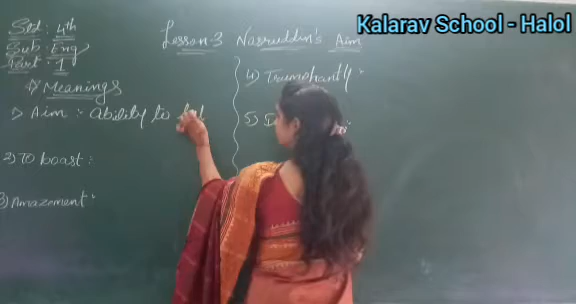 Kalarav School - Halol
Std : 4th
Sub : Eng
Part : 1
Lesson-3 Nasruddin's Aim
* Meanings
1) Aim : Ability to
2) To boast :
3) Amazement :
4) Triumphantly :
5)